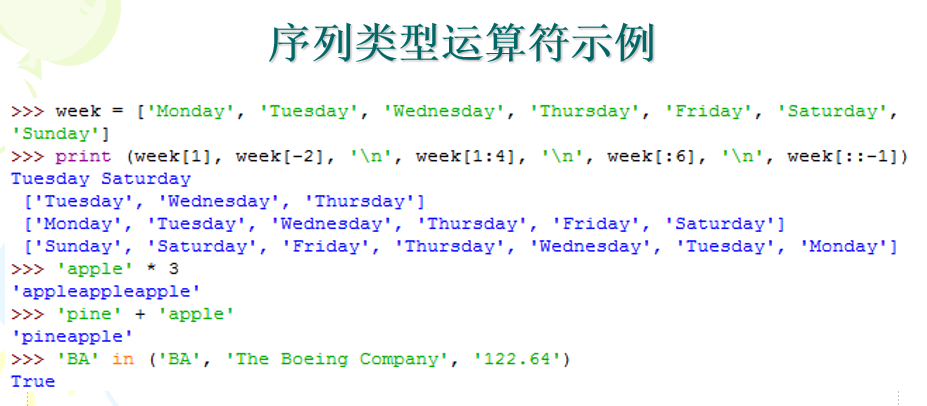 序列类型运算符示例
>>> week = ['Monday', 'Tuesday', 'Wednesday', 'Thursday', 'Friday', 'Saturday',
'Sunday']
>>> print (week[1], week[-2], '\n', week[1:4], '\n', week[:6], '\n', week[::-1])
Tuesday Saturday
 ['Tuesday', 'Wednesday', 'Thursday']
 ['Monday', 'Tuesday', 'Wednesday', 'Thursday', 'Friday', 'Saturday']
 ['Sunday', 'Saturday', 'Friday', 'Thursday', 'Wednesday', 'Tuesday', 'Monday']
>>> 'apple' * 3
'appleappleapple'
>>> 'pine' + 'apple'
'pineapple'
>>> 'BA' in ('BA', 'The Boeing Company', '122.64')
True